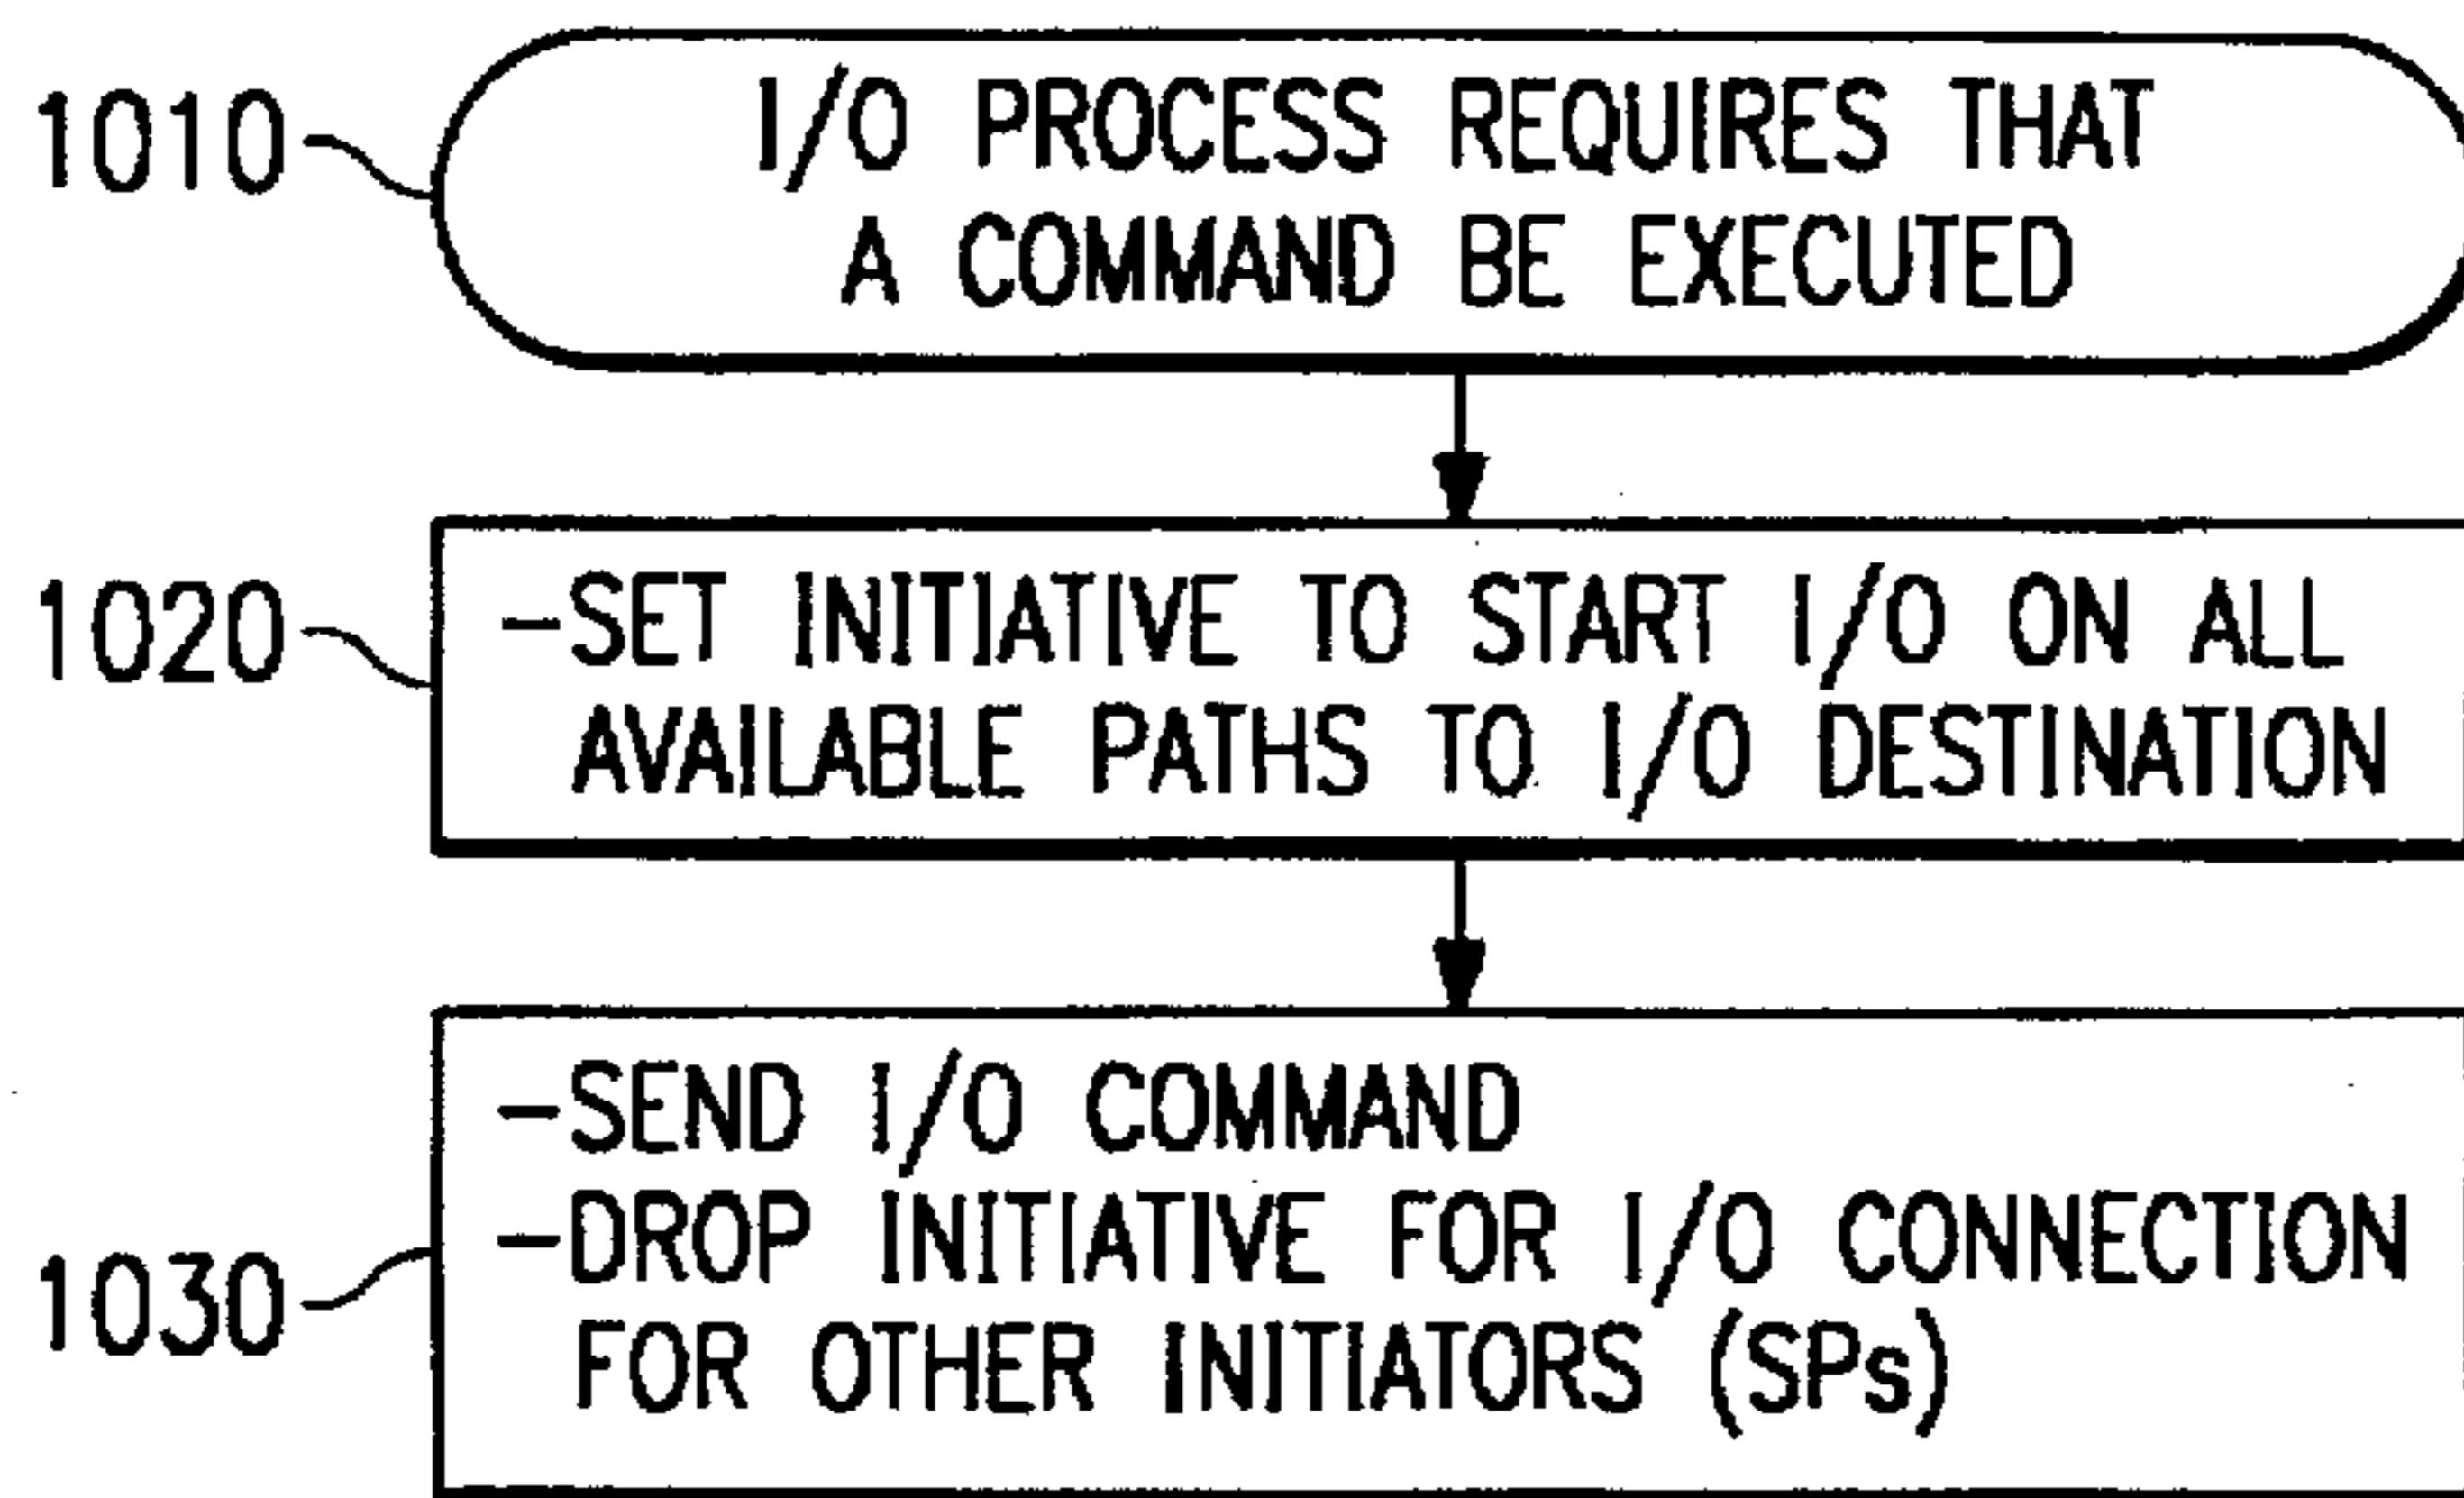 1010
I/O PROCESS REQUIRES THAT
A COMMAND BE EXECUTED
1020
-SET INITIATIVE TO START I/O ON ALL
AVAILABLE PATHS TO I/O DESTINATION
1030
-SEND I/O COMMAND
-DROP INITIATIVE FOR I/O CONNECTION
FOR OTHER INITIATORS (SPs)